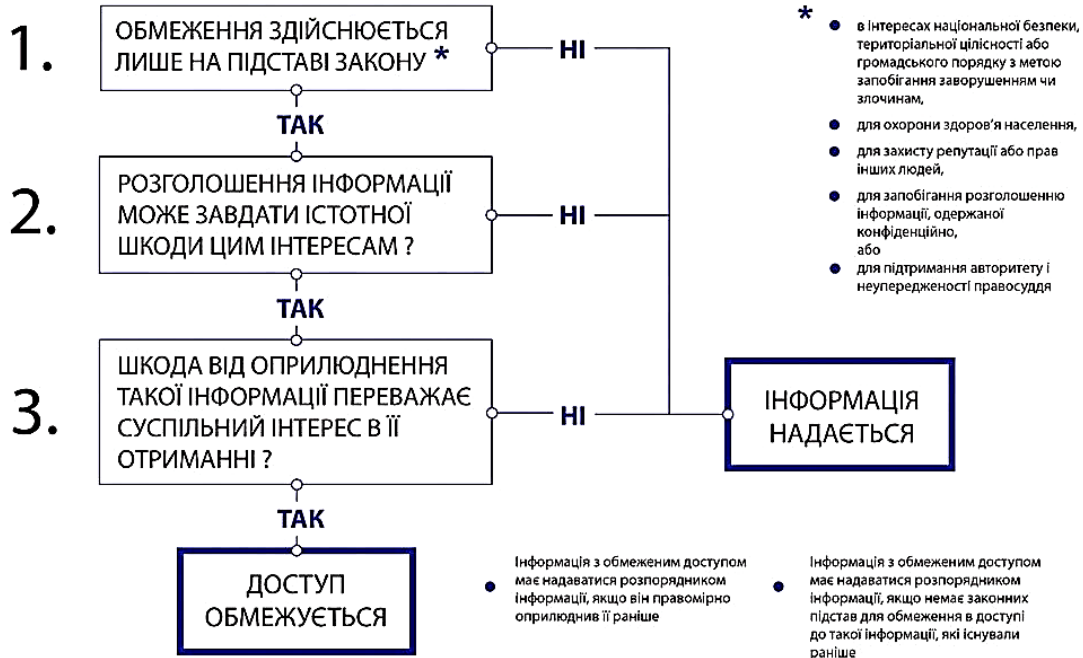 1.
ОБМЕЖЕННЯ ЗДІЙСНЮЄТЬСЯ
ЛИШЕ НА ПІДСТАВІ ЗАКОНУ *
НІ
ТАК
2.
РОЗГОЛОШЕННЯ ІНФОРМАЦІЇ
МОЖЕ ЗАВДАТИ ІСТОТНОЇ
ШКОДИ ЦИМ ІНТЕРЕСАМ ?
НІ
ТАК
3.
ШКОДА ВІД ОПРИЛЮДНЕННЯ
ТАКОЇ ІНФОРМАЦІЇ ПЕРЕВАЖАЄ
СУСПІЛЬНИЙ ІНТЕРЕС В ЇЇ
ОТРИМАННІ ?
НІ
ТАК
ДОСТУП
ОБМЕЖУЄТЬСЯ
ІНФОРМАЦІЯ
НАДАЄТЬСЯ
*
● в інтересах національної безпеки,
територіальної цілісності або
громадського порядку з метою
запобігання заворушенням чи
злочинам,
● для охорони здоров’я населення,
● для захисту репутації або прав
інших людей,
● для запобігання розголошенню
інформації, одержаної
конфіденційно,
або
● для підтримання авторитету і
неупередженості правосуддя
● Інформація з обмеженим доступом
має надаватися розпорядником
інформації, якщо він правомірно
оприлюднив її раніше
● Інформація з обмеженим доступом
має надаватися розпорядником
інформації, якщо немає законних
підстав для обмеження в доступі
до такої інформації, які існували
раніше